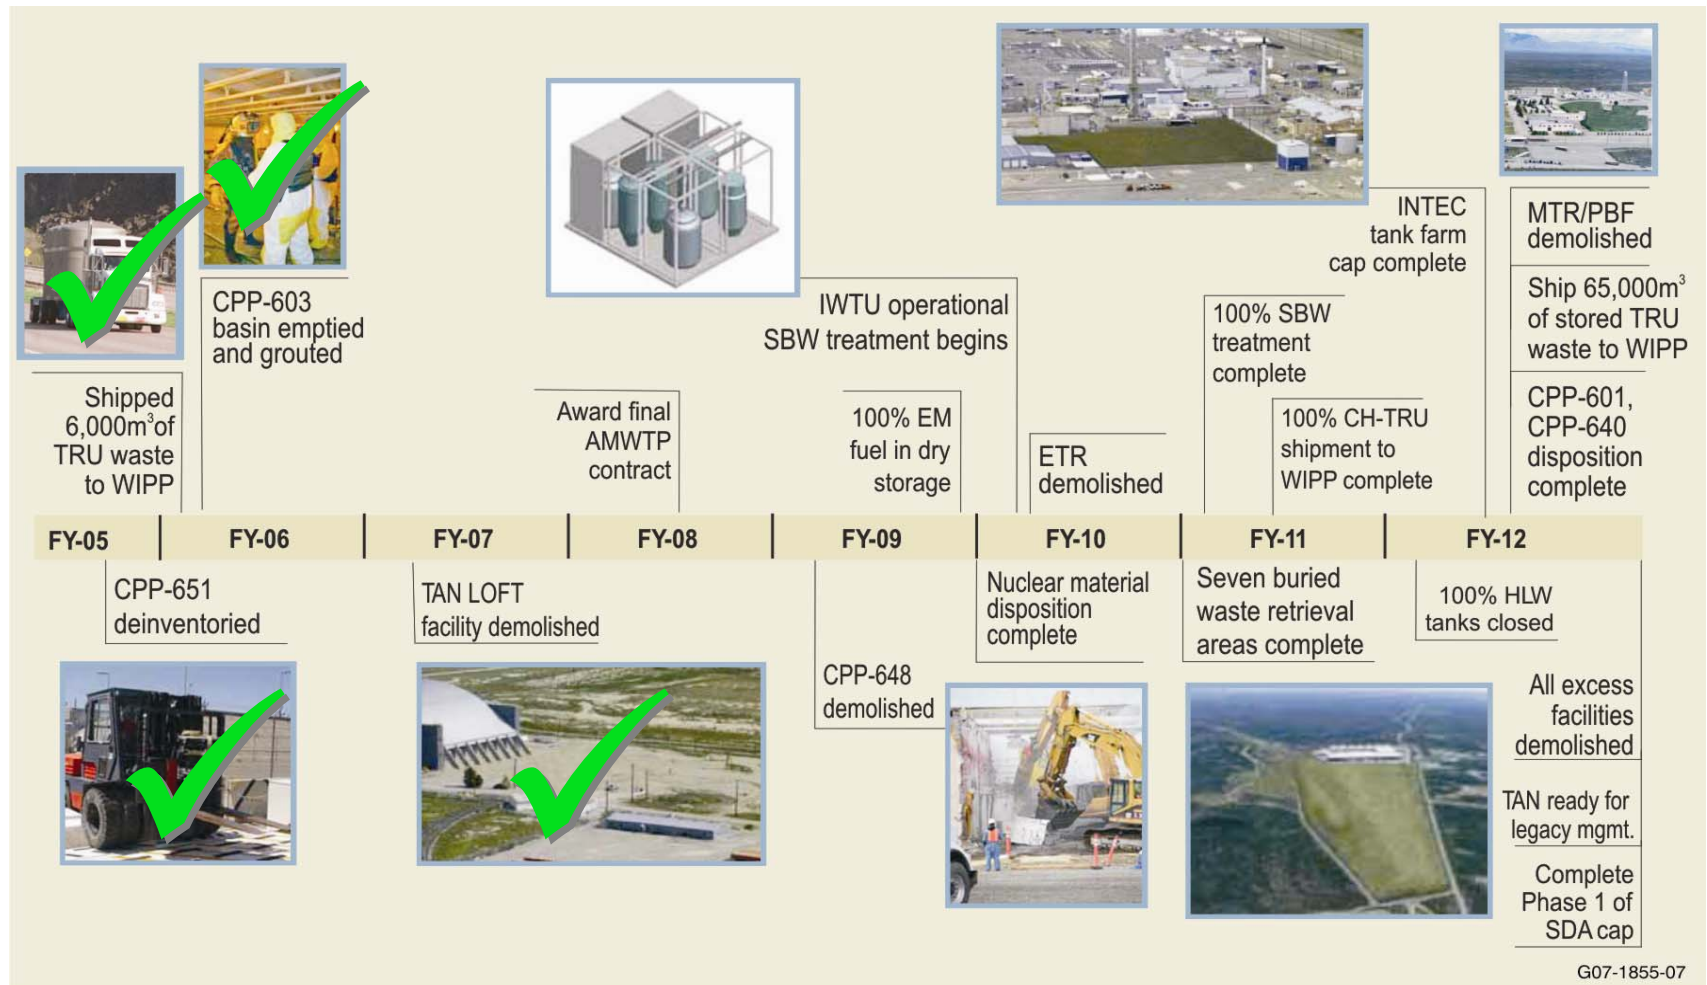 Shipped
6,000m³of
TRU waste
to WIPP
CPP-603
basin emptied
and grouted
Award final
AMWTP
contract
IWTU operational
SBW treatment begins
100% EM
fuel in dry
storage
ETR
demolished
INTEC
tank farm
cap complete
100% SBW
treatment
complete
100% CH-TRU
shipment to
WIPP complete
MTR/PBF
demolished
Ship 65,000m³
of stored TRU
waste to WIPP
CPP-601,
CPP-640
disposition
complete
FY-05 FY-06 FY-07 FY-08 FY-09 FY-10 FY-11 FY-12
CPP-651
deinventoried
TAN LOFT
facility demolished
CPP-648
demolished
Nuclear material
disposition
complete
Seven buried
waste retrieval
areas complete
100% HLW
tanks closed
All excess
facilities
demolished
TAN ready for
legacy mgmt.
Complete
Phase 1 of
SDA cap
G07-1855-07